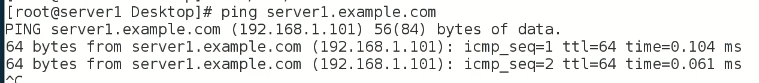 [root@server1 Desktop]# ping server1.example.com
PING server1.example.com (192.168.1.101) 56(84) bytes of data.
64 bytes from server1.example.com (192.168.1.101): icmp_seq=1 ttl=64 time=0.104 ms
64 bytes from server1.example.com (192.168.1.101): icmp_seq=2 ttl=64 time=0.061 ms